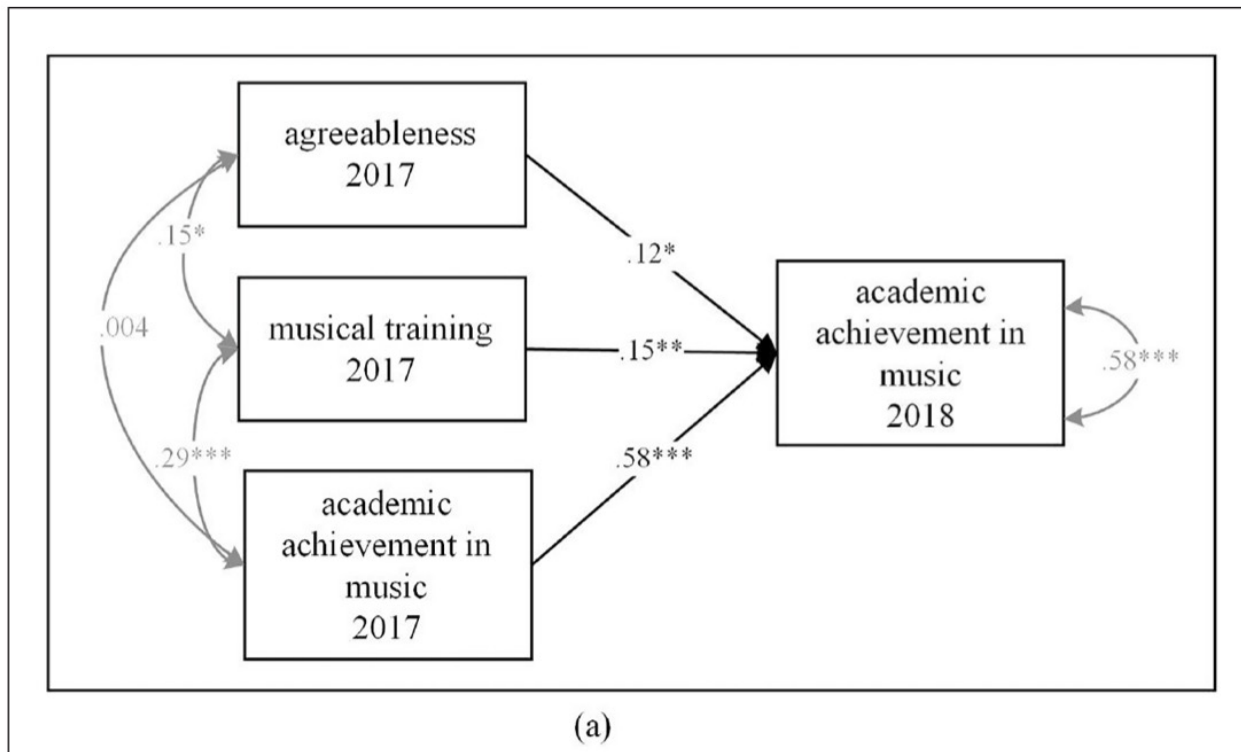 agreeableness
2017
.15*
.12*
.004
musical training
2017
.15**
academic
achievement in
music
2018
.58***
.29***
.58***
academic
achievement in
music
2017
(a)